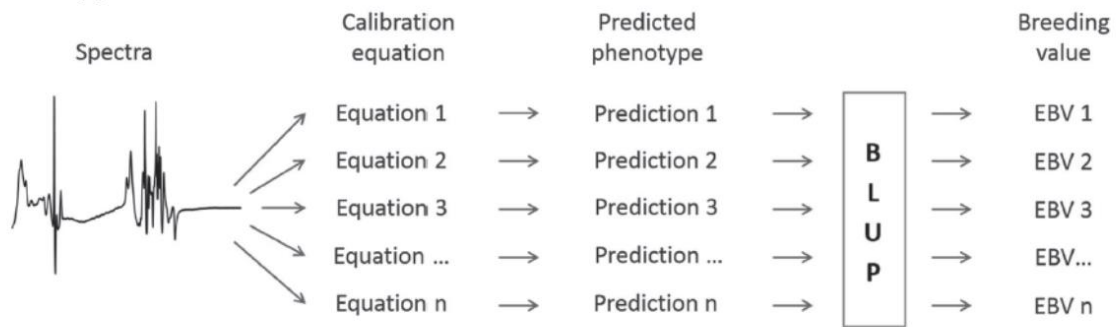 Spectra
Calibration
equation
Predicted
phenotype
Breeding
value
Equation 1 → Prediction 1 → → EBV 1
Equation 2 → Prediction 2 → → EBV 2
Equation 3 → Prediction 3 → → EBV 3
Equation ... → Prediction ... → → EBV...
Equation n → Prediction n → → EBV n
B
L
U
P